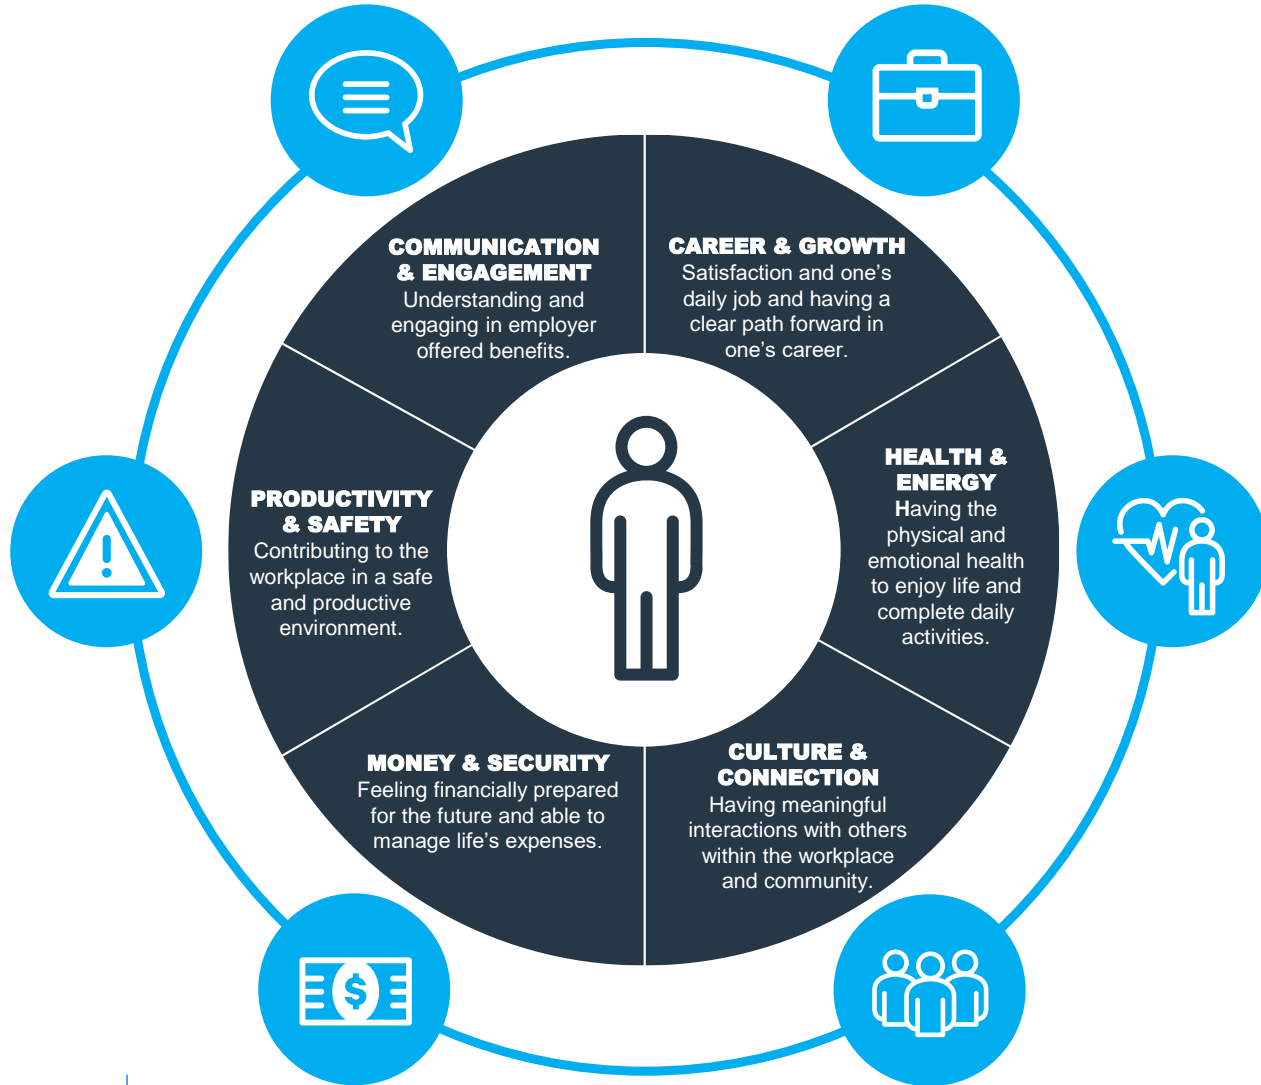 COMMUNICATION
& ENGAGEMENT
Understanding and
engaging in employer
offered benefits.
CAREER & GROWTH
Satisfaction and one’s
daily job and having a
clear path forward in
one’s career.
HEALTH &
ENERGY
Having the
physical and
emotional health
to enjoy life and
complete daily
activities.
PRODUCTIVITY
& SAFETY
Contributing to the
workplace in a safe
and productive
environment.
MONEY & SECURITY
Feeling financially prepared
for the future and able to
manage life’s expenses.
CULTURE &
CONNECTION
Having meaningful
interactions with others
within the workplace
and community.
$